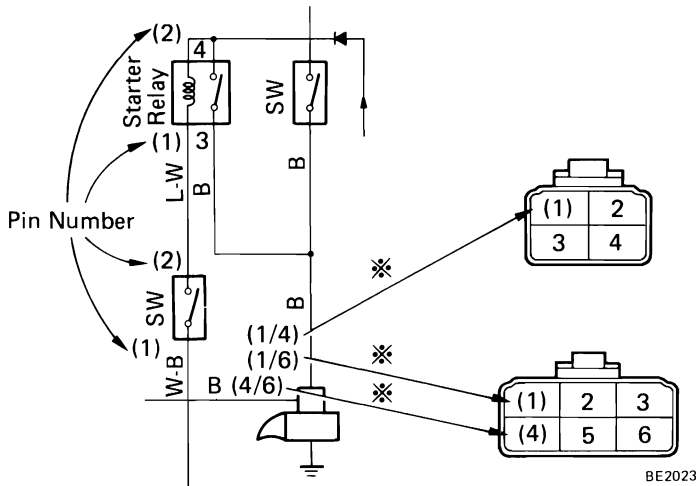 (2)
4
Starter
Relay
SW
(1) 3
L-W
B
B
Pin Number
(2)
SW
(1)
W-B
B
※
(1/4)
(1/6)
※
B (4/6)
※
(1) 2
3 4
(1) 2 3
(4) 5 6
BE2023